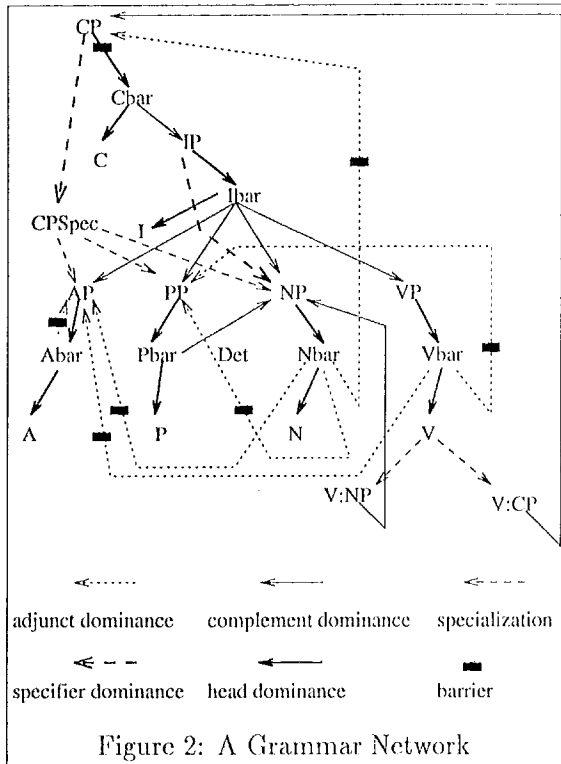 CP
Cbar
C IP
Ibar
CPSpec I
AP PP NP VP
Abar Pbar Det Nbar Vbar
A P N V
V:NP V:CP
adjunct dominance complement dominance specialization
specifier dominance head dominance barrier
Figure 2: A Grammar Network